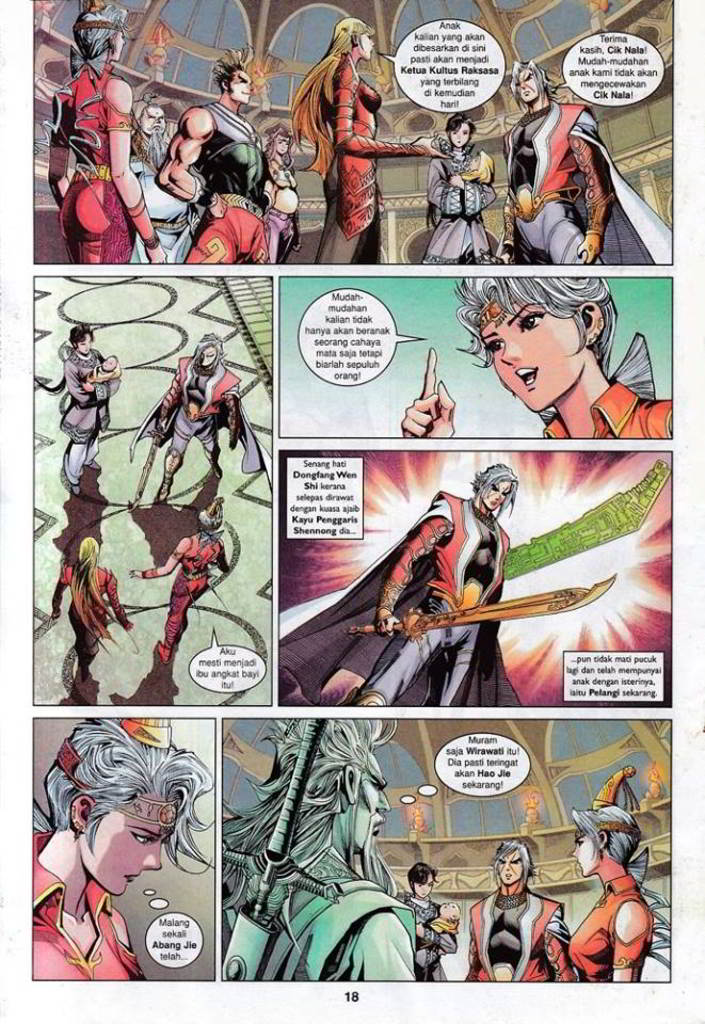 Anak
kalian yang akan
dibesarkan di sini
pasti akan menjadi
Ketua Kultus Raksasa
yang terbilang
di kemudian
hari!
Terima
kasih, Cik Nala!
Mudah-mudahan
anak kami tidak akan
mengecewakan
Cik Nala!
Aku
mesti menjadi
ibu angkat bayi
itu!
Mudah-
mudahan
kalian tidak
hanya akan beranak
seorang cahaya
mata saja tetapi
biarlah sepuluh
orang!
Senang hati
Dongfang Wen
Shi kerana
selepas dirawat
dengan kuasa ajaib
Kayu Penggaris
Shennong dia...
...pun tidak mati pucuk
lagi dan telah mempunyai
anak dengan isterinya,
iaitu Pelangi sekarang.
Malang
sekali
Abang Jie
telah...
Muram
saja Wirawati itu!
Dia pasti teringat
akan Hao Jie
sekarang!
18